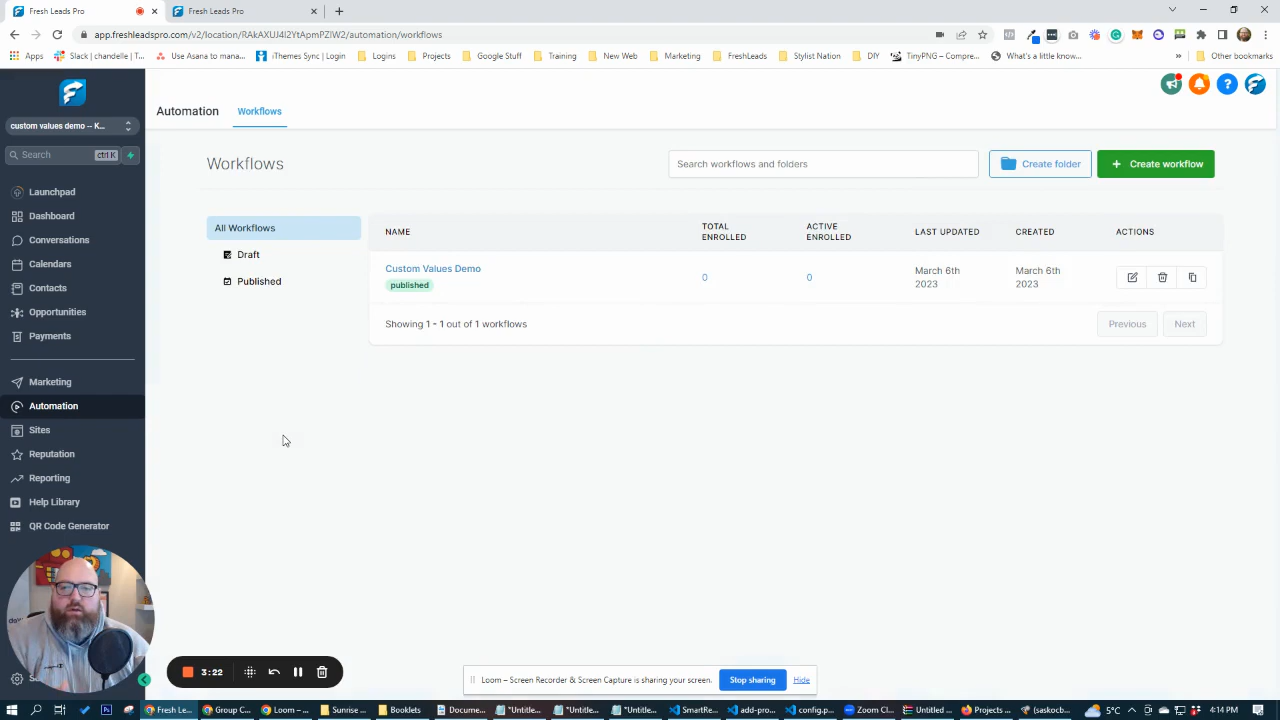 Fresh Leads Pro
Fresh Leads Pro
app.freshleadspro.com/v2/location/RAkAXUJ4l2YtApmPZIW2/automation/workflows
Apps
Slack | chandelle | T...
Use Asana to manag...
iThemes Sync | Login
Logins
Projects
Google Stuff
Training
New Web
Marketing
FreshLeads
Stylist Nation
DIY
TinyPNG – Compre...
What's a little know...
»
Other bookmarks
custom values demo -- K...
Search
ctrl K
Launchpad
Dashboard
Conversations
Calendars
Contacts
Opportunities
Payments
Marketing
Automation
Sites
Reputation
Reporting
Help Library
QR Code Generator
Automation
Workflows
Workflows
Search workflows and folders
Create folder
+ Create workflow
All Workflows
Draft
Published
NAME
TOTAL
ENROLLED
ACTIVE
ENROLLED
LAST UPDATED
CREATED
ACTIONS
Custom Values Demo
published
0
0
March 6th
2023
March 6th
2023
Showing 1 - 1 out of 1 workflows
Previous
Next
3:22
Loom – Screen Recorder & Screen Capture is sharing your screen.
Stop sharing
Hide
Fresh Le...
Group C...
Loom –...
Sunrise ...
Booklets
Docume...
*Untitle...
*Untitle...
*Untitle...
SmartRe...
add-pro...
config.p...
Zoom Cl...
Untitled ...
Projects ...
(saskocb...
5°C
4:14 PM